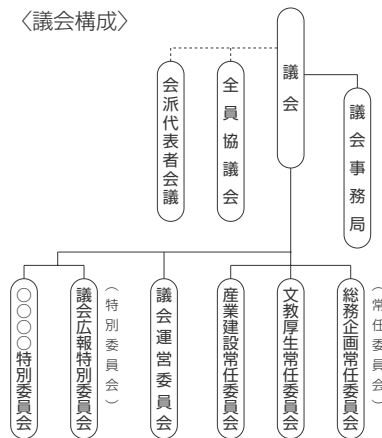 〈議会構成〉
議会
議会事務局
全員協議会
会派代表者会議
(常任委員会)
総務企画常任委員会
文教厚生常任委員会
産業建設常任委員会
議会運営委員会
(特別委員会)
議会広報特別委員会
○○○○特別委員会